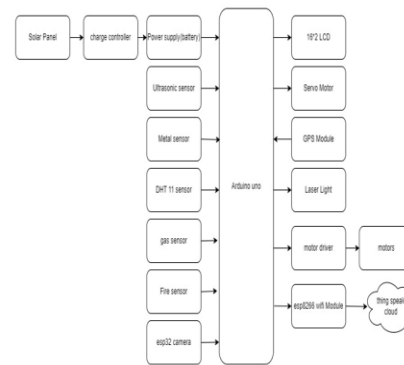 Solar Panel
charge controller
Power supply(battery)
16*2 LCD
Ultrasonic sensor
Servo Motor
Metal sensor
GPS Module
Arduino uno
DHT 11 sensor
Laser Light
gas sensor
motor driver
motors
Fire sensor
esp8266 wifi Module
thing speak
cloud
esp32 camera